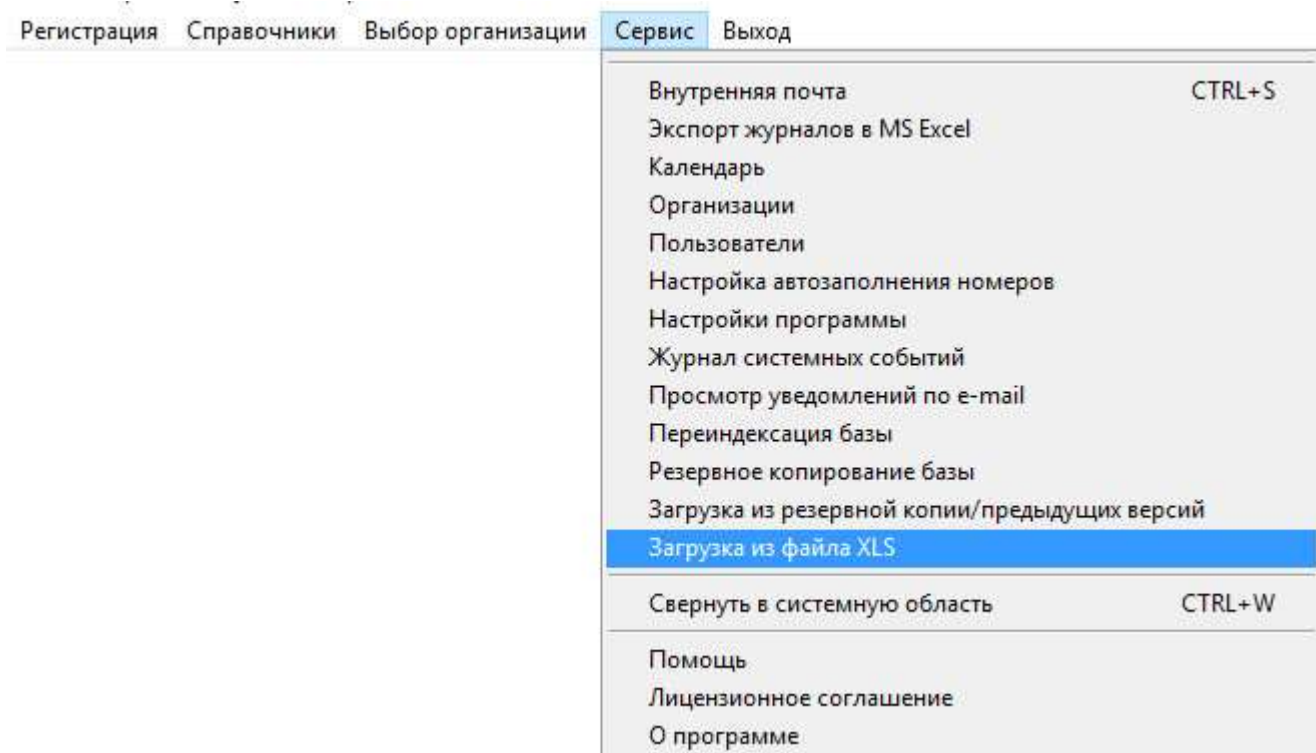 Регистрация Справочники Выбор организации Сервис Выход
Внутренняя почта CTRL+S
Экспорт журналов в MS Excel
Календарь
Организации
Пользователи
Настройка автозаполнения номеров
Настройки программы
Журнал системных событий
Просмотр уведомлений по e-mail
Переиндексация базы
Резервное копирование базы
Загрузка из резервной копии/предыдущих версий
Загрузка из файла XLS
Свернуть в системную область CTRL+W
Помощь
Лицензионное соглашение
О программе